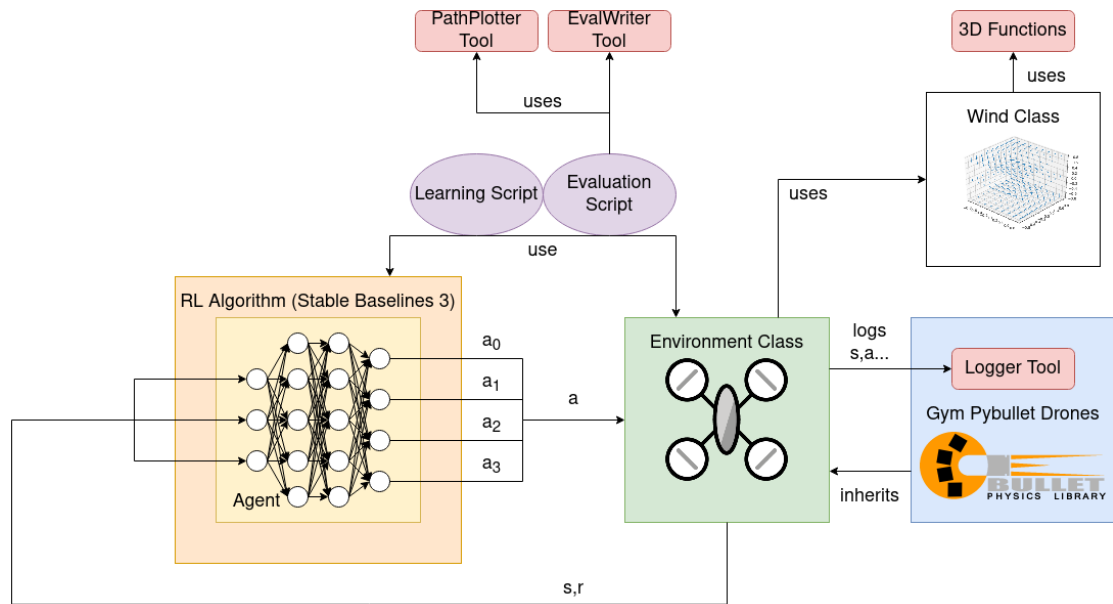 PathPlotter
Tool
EvalWriter
Tool
3D Functions
uses
uses
Wind Class
Learning Script
Evaluation
Script
uses
use
RL Algorithm (Stable Baselines 3)
Environment Class
logs
s,a...
Logger Tool
Gym Pybullet Drones
BULLET
PHYSICS LIBRARY
inherits
a0
a1
a2
a3
a
Agent
s,r